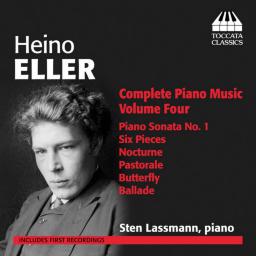 TOCCATA
CLASSICS
Heino
ELLER
Complete Piano Music
Volume Four
Piano Sonata No. 1
Six Pieces
Nocturne
Pastorale
Butterfly
Ballade
Sten Lassmann, piano
INCLUDES FIRST RECORDINGS